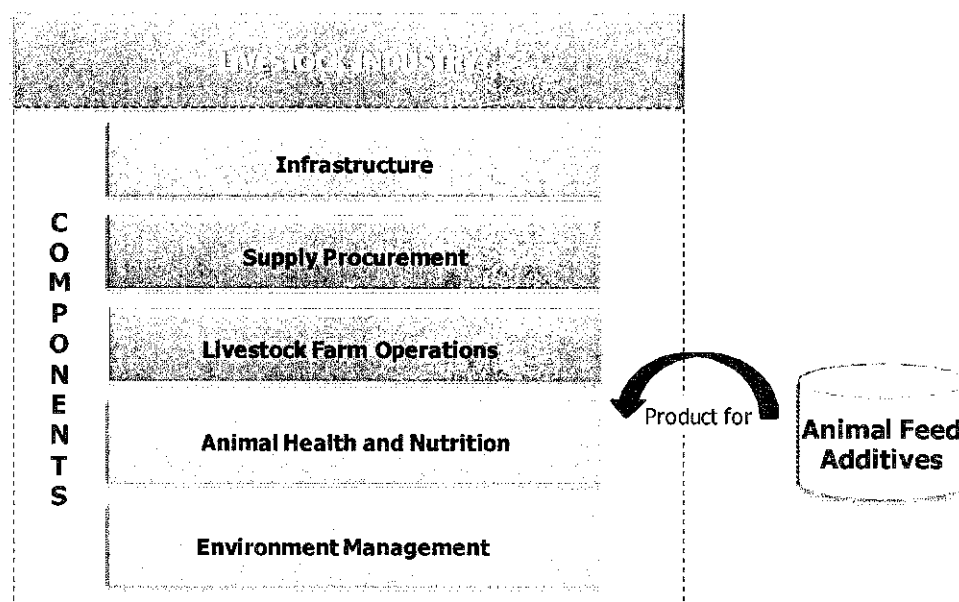 LIVESTOCK INDUSTRY
Infrastructure
COMPONENTS
Supply Procurement
Livestock Farm Operations
Product for
Animal Feed
Additives
Animal Health and Nutrition
Environment Management